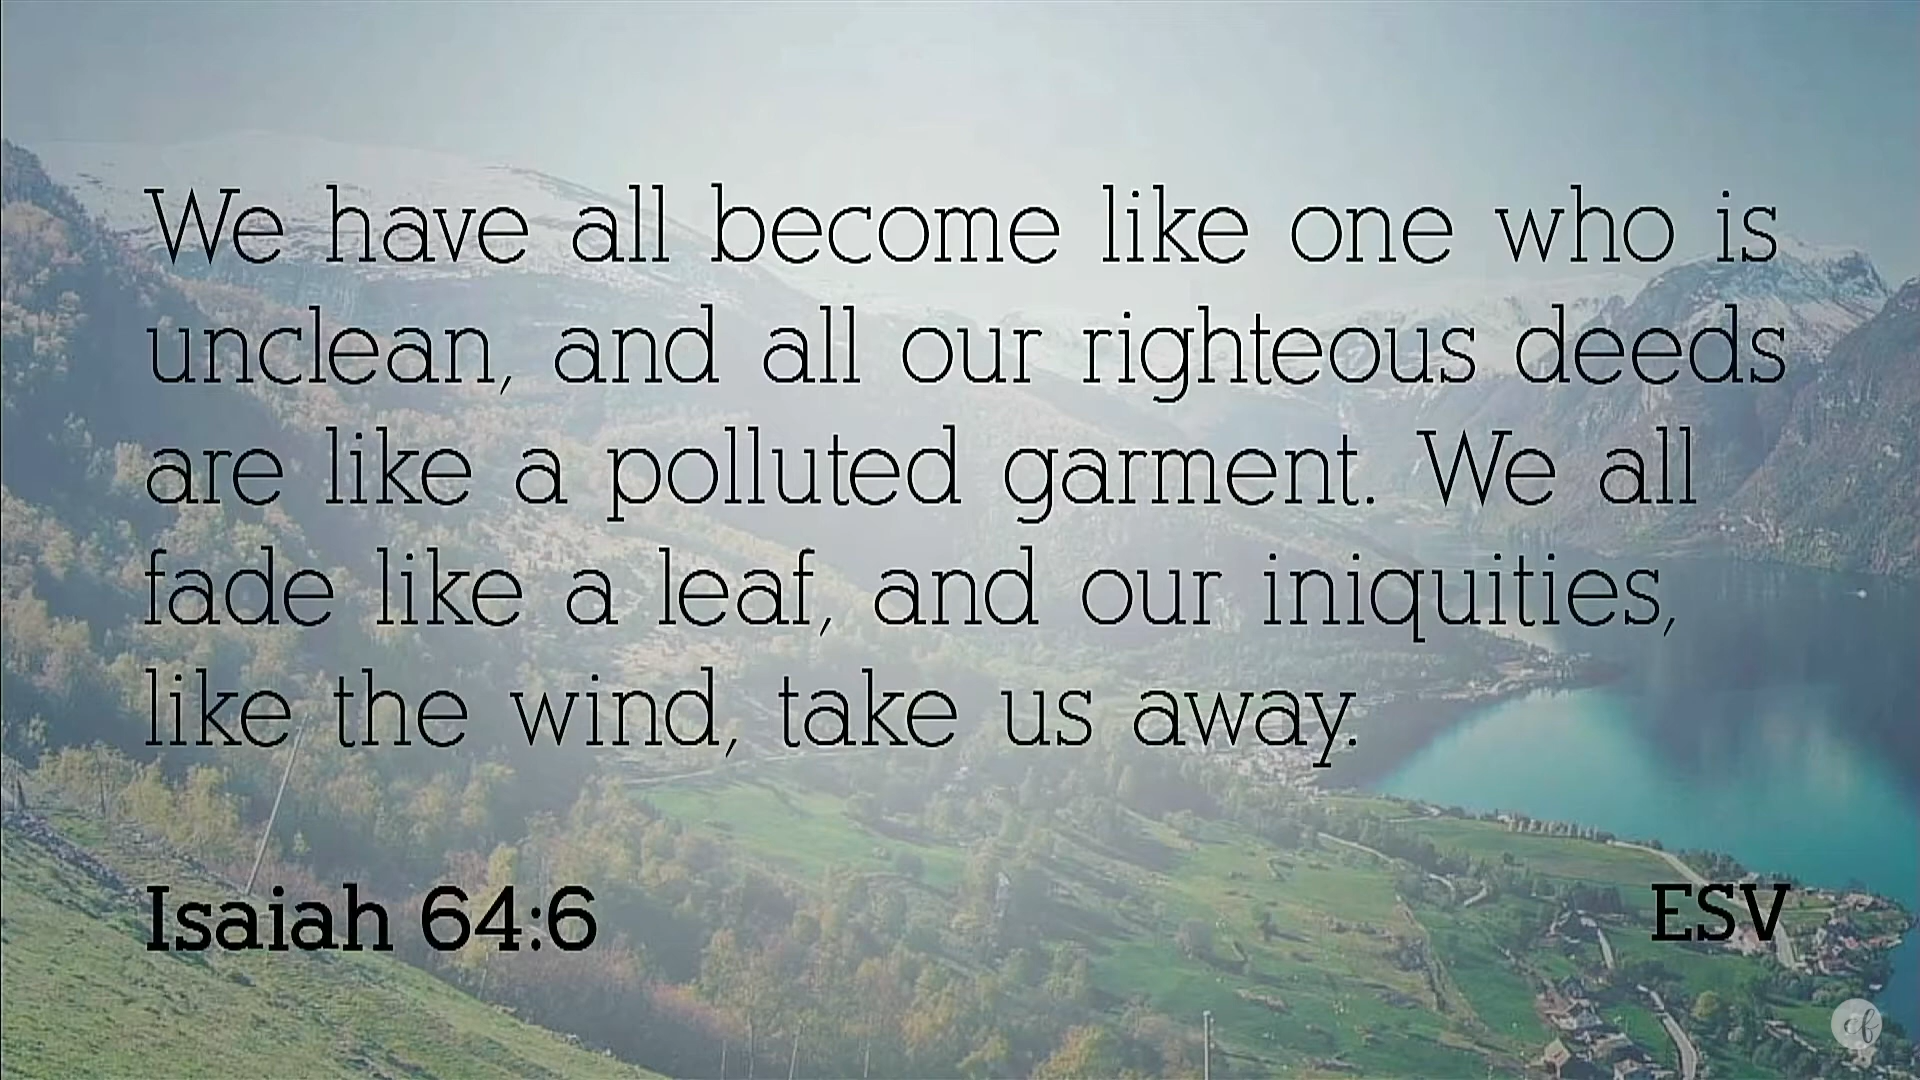 We have all become like one who is
unclean, and all our righteous deeds
are like a polluted garment. We all
fade like a leaf, and our iniquities,
like the wind, take us away.
Isaiah 64:6
ESV
cf